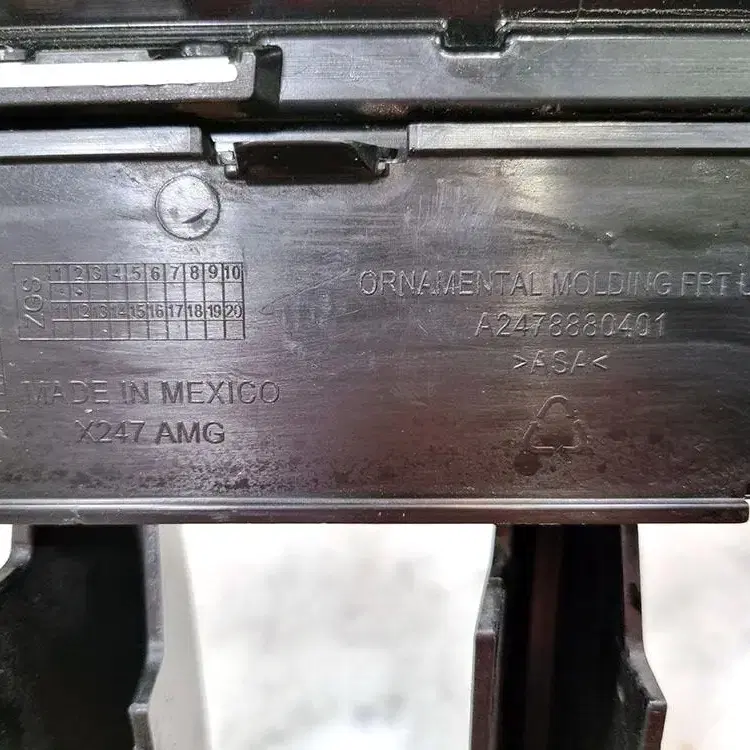 ZGS
1 2 3 4 5 6 7 8 9 10
11 12 13 14 15 16 17 18 19 20
ORNAMENTAL MOLDING FRT
A2478880401
>ASA<
MADE IN MEXICO
X247 AMG